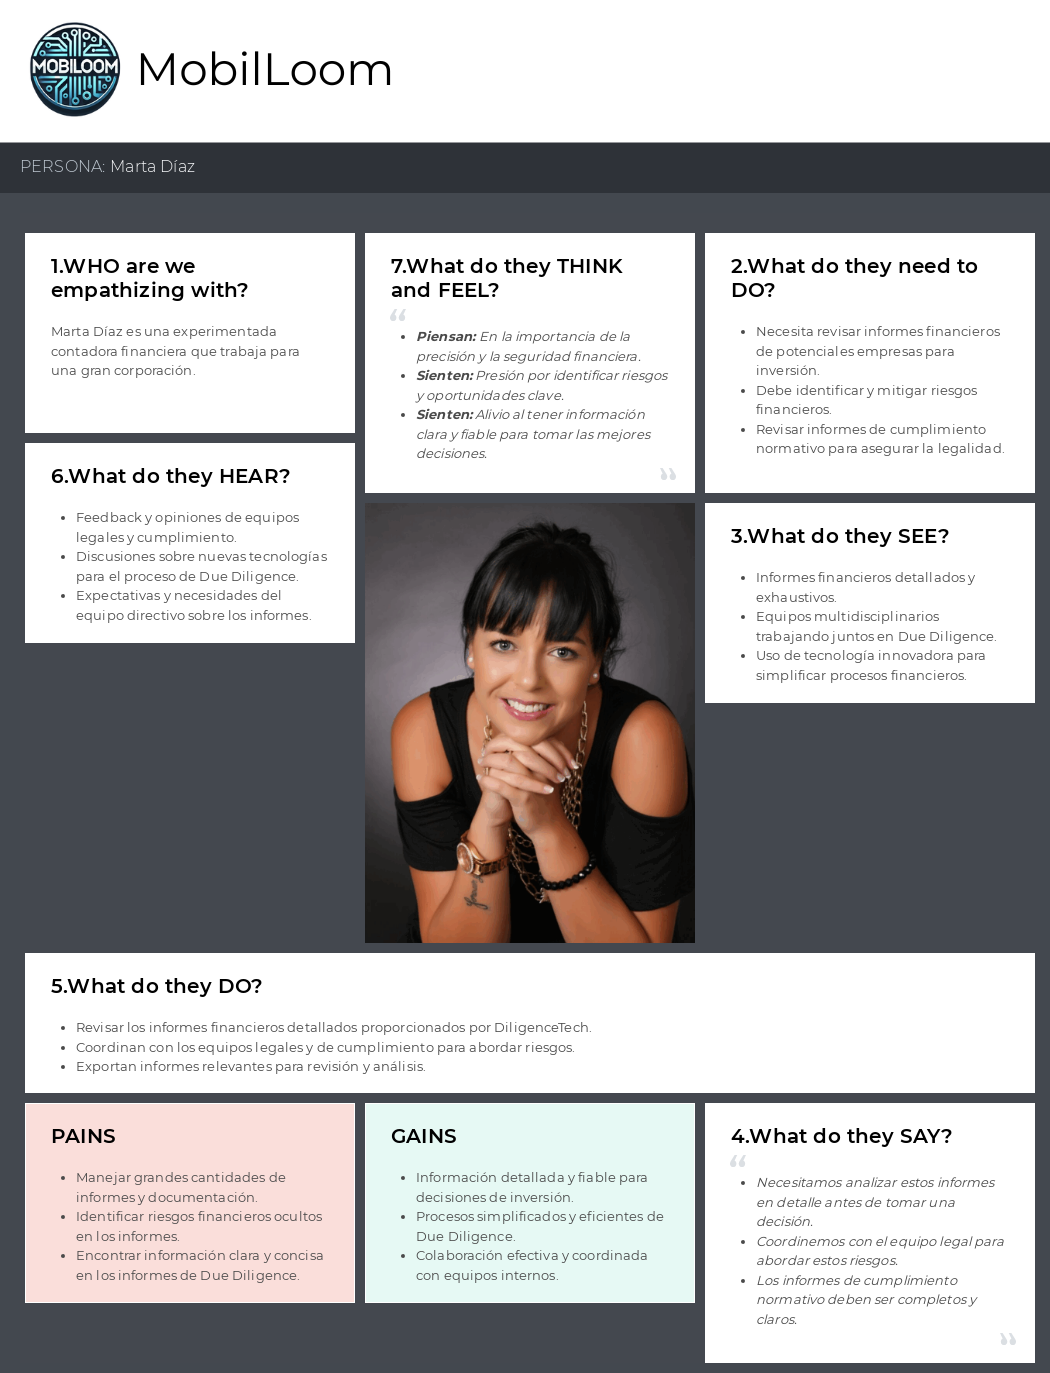 MOBILOOM
MobilLoom
PERSONA: Marta Díaz
1.WHO are we
empathizing with?
Marta Díaz es una experimentada
contadora financiera que trabaja para
una gran corporación.
7.What do they THINK
and FEEL?
“
• Piensan: En la importancia de la
precisión y la seguridad financiera.
• Sienten: Presión por identificar riesgos
y oportunidades clave.
• Sienten: Alivio al tener información
clara y fiable para tomar las mejores
decisiones.
”
2.What do they need to
DO?
• Necesita revisar informes financieros
de potenciales empresas para
inversión.
• Debe identificar y mitigar riesgos
financieros.
• Revisar informes de cumplimiento
normativo para asegurar la legalidad.
6.What do they HEAR?
• Feedback y opiniones de equipos
legales y cumplimiento.
• Discusiones sobre nuevas tecnologías
para el proceso de Due Diligence.
• Expectativas y necesidades del
equipo directivo sobre los informes.
3.What do they SEE?
• Informes financieros detallados y
exhaustivos.
• Equipos multidisciplinarios
trabajando juntos en Due Diligence.
• Uso de tecnología innovadora para
simplificar procesos financieros.
5.What do they DO?
• Revisar los informes financieros detallados proporcionados por DiligenceTech.
• Coordinan con los equipos legales y de cumplimiento para abordar riesgos.
• Exportan informes relevantes para revisión y análisis.
PAINS
• Manejar grandes cantidades de
informes y documentación.
• Identificar riesgos financieros ocultos
en los informes.
• Encontrar información clara y concisa
en los informes de Due Diligence.
GAINS
• Información detallada y fiable para
decisiones de inversión.
• Procesos simplificados y eficientes de
Due Diligence.
• Colaboración efectiva y coordinada
con equipos internos.
4.What do they SAY?
“
• Necesitamos analizar estos informes
en detalle antes de tomar una
decisión.
• Coordinemos con el equipo legal para
abordar estos riesgos.
• Los informes de cumplimiento
normativo deben ser completos y
claros.
”